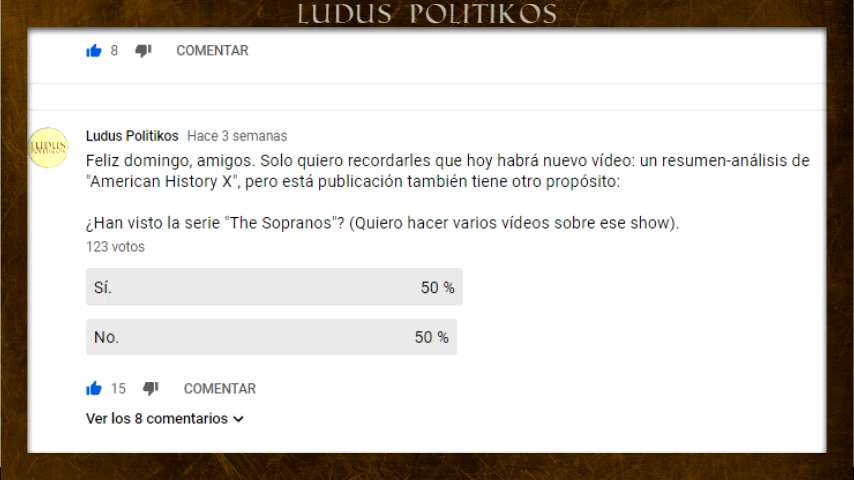 LUDUS POLITIKOS
8 COMENTAR
LUDUS
POLITIKOS
Ludus Politikos Hace 3 semanas
Feliz domingo, amigos. Solo quiero recordarles que hoy habrá nuevo vídeo: un resumen-análisis de
"American History X", pero está publicación también tiene otro propósito:
¿Han visto la serie "The Sopranos"? (Quiero hacer varios vídeos sobre ese show).
123 votos
Sí. 50 %
No. 50 %
15 COMENTAR
Ver los 8 comentarios